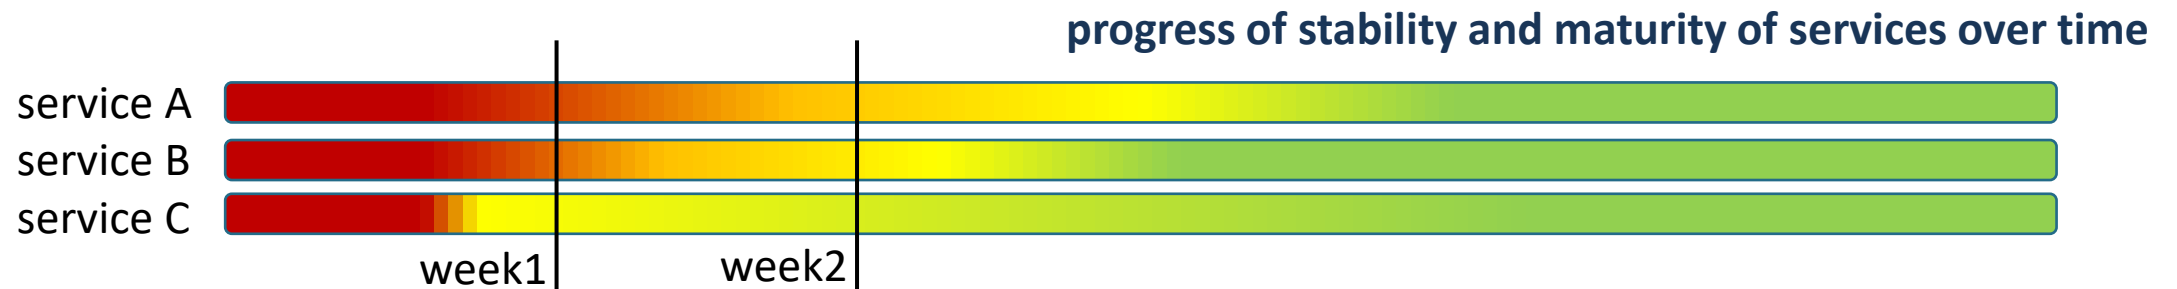 progress of stability and maturity of services over time
service A
service B
service C
week1
week2